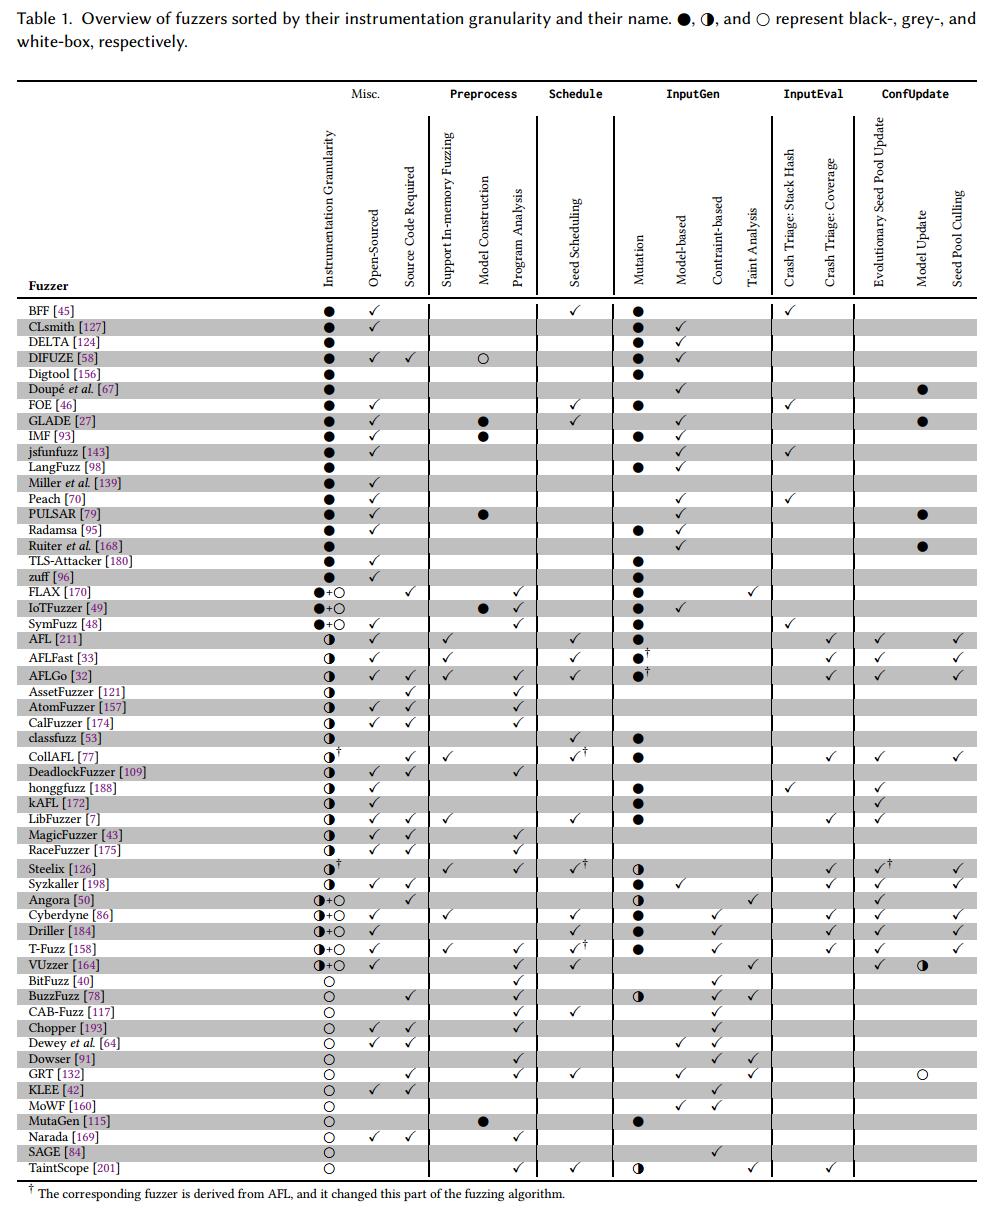 Table 1. Overview of fuzzers sorted by their instrumentation granularity and their name. ●, ◑, and ○ represent black-, grey-, and
white-box, respectively.
Misc. Preprocess Schedule InputGen InputEval ConfUpdate
Fuzzer Instrumentation Granularity Open-Sourced Source Code Required Support In-memory Fuzzing Model Construction Program Analysis Seed Scheduling Mutation Model-based Contraint-based Taint Analysis Crash Triage: Stack Hash Crash Triage: Coverage Evolutionary Seed Pool Update Model Update Seed Pool Culling
BFF [45] ● ✓ ✓ ● ✓
CLsmith [127] ● ✓ ● ✓
DELTA [124] ● ● ✓
DIFUZE [58] ● ✓ ✓ ○ ● ✓
Digtool [156] ● ●
Doupé et al. [67] ● ✓ ●
FOE [46] ● ✓ ✓ ● ✓
GLADE [27] ● ✓ ● ✓ ✓ ●
IMF [93] ● ✓ ● ● ✓
jsfunfuzz [143] ● ✓ ✓ ✓
LangFuzz [98] ● ● ✓
Miller et al. [139] ● ✓
Peach [70] ● ✓ ✓ ✓
PULSAR [79] ● ✓ ● ✓ ●
Radamsa [95] ● ✓ ● ✓
Ruiter et al. [168] ● ✓ ●
TLS-Attacker [180] ● ✓ ●
zuff [96] ● ✓ ●
FLAX [170] ●+○ ✓ ✓ ● ✓
IoTFuzzer [49] ●+○ ● ✓ ● ✓
SymFuzz [48] ●+○ ✓ ✓ ● ✓
AFL [211] ◑ ✓ ✓ ✓ ● ✓ ✓ ✓
AFLFast [33] ◑ ✓ ✓ ✓ ●† ✓ ✓ ✓
AFLGo [32] ◑ ✓ ✓ ✓ ✓ ✓ ●† ✓ ✓ ✓
AssetFuzzer [121] ◑ ✓ ✓
AtomFuzzer [157] ◑ ✓ ✓ ✓
CalFuzzer [174] ◑ ✓ ✓ ✓
classfuzz [53] ◑ ✓ ●
CollAFL [77] ◑† ✓ ✓ ✓† ● ✓ ✓ ✓
DeadlockFuzzer [109] ◑ ✓ ✓ ✓
honggfuzz [188] ◑ ✓ ● ✓ ✓
kAFL [172] ◑ ✓ ● ✓
LibFuzzer [7] ◑ ✓ ✓ ✓ ✓ ● ✓ ✓
MagicFuzzer [43] ◑ ✓ ✓ ✓
RaceFuzzer [175] ◑ ✓ ✓ ✓
Steelix [126] ◑† ✓ ✓ ✓† ◑ ✓ ✓† ✓
Syzkaller [198] ◑ ✓ ✓ ● ✓ ✓ ✓ ✓
Angora [50] ◑+○ ✓ ◑ ✓ ✓
Cyberdyne [86] ◑+○ ✓ ✓ ✓ ● ✓ ✓ ✓ ✓
Driller [184] ◑+○ ✓ ✓ ● ✓ ✓ ✓ ✓
T-Fuzz [158] ◑+○ ✓ ✓ ✓ ✓† ● ✓ ✓ ✓ ✓
VUzzer [164] ◑+○ ✓ ✓ ✓ ✓ ✓ ◑
BitFuzz [40] ○ ✓ ✓
BuzzFuzz [78] ○ ✓ ✓ ◑ ✓ ✓
CAB-Fuzz [117] ○ ✓ ✓ ✓
Chopper [193] ○ ✓ ✓ ✓ ✓
Dewey et al. [64] ○ ✓ ✓ ✓ ✓
Dowser [91] ○ ✓ ✓ ✓
GRT [132] ○ ✓ ✓ ✓ ✓ ✓ ○
KLEE [42] ○ ✓ ✓ ✓
MoWF [160] ○ ✓ ✓
MutaGen [115] ○ ● ●
Narada [169] ○ ✓ ✓ ✓
SAGE [84] ○ ✓
TaintScope [201] ○ ✓ ✓ ◑ ✓ ✓
† The corresponding fuzzer is derived from AFL, and it changed this part of the fuzzing algorithm.